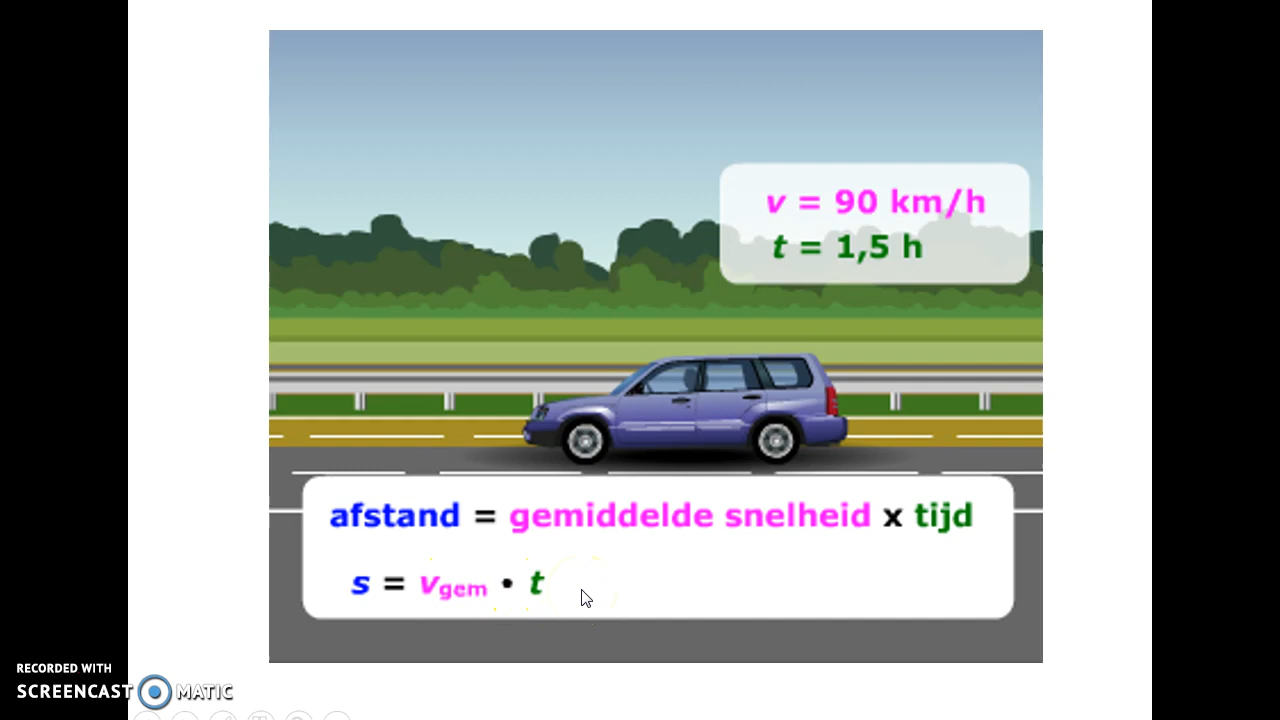 v = 90 km/h
t = 1,5 h
afstand = gemiddelde snelheid x tijd
s = vgem • t
RECORDED WITH
SCREENCAST MATIC